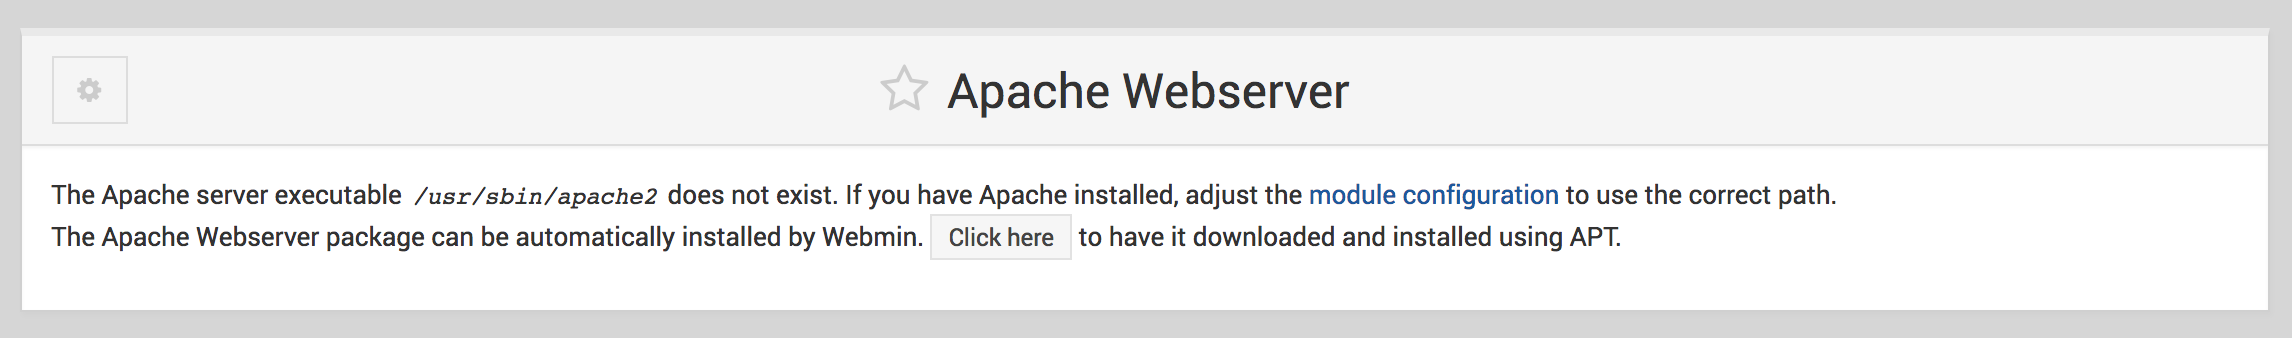 Apache Webserver
The Apache server executable /usr/sbin/apache2 does not exist. If you have Apache installed, adjust the module configuration to use the correct path.
The Apache Webserver package can be automatically installed by Webmin. Click here to have it downloaded and installed using APT.